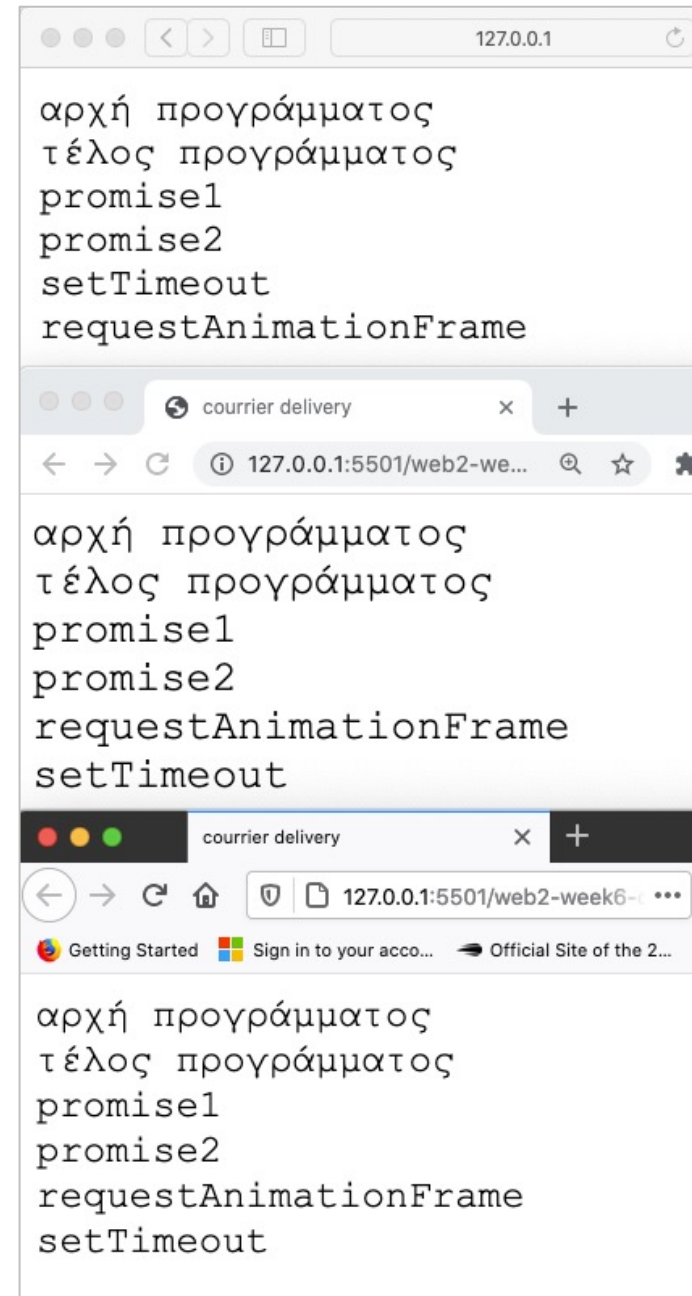 127.0.0.1
αρχή προγράμματος
τέλος προγράμματος
promise1
promise2
setTimeout
requestAnimationFrame
courrier delivery
127.0.0.1:5501/web2-we...
αρχή προγράμματος
τέλος προγράμματος
promise1
promise2
requestAnimationFrame
setTimeout
courrier delivery
127.0.0.1:5501/web2-week6-
Getting Started Sign in to your acco... Official Site of the 2...
αρχή προγράμματος
τέλος προγράμματος
promise1
promise2
requestAnimationFrame
setTimeout